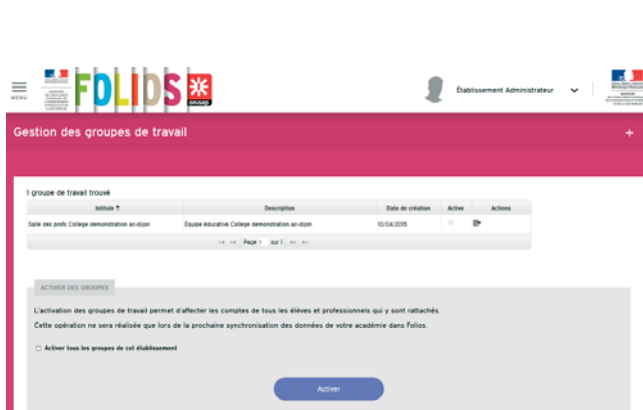 MENU
FOLIOS
onisep
Établissement Administrateur
Gestion des groupes de travail
+
1 groupe de travail trouvé
Intitulé Description Date de création Active Actions
Salle des profs College demonstration ac-dijon Equipe éducative College demonstration ac-dijon 10/04/2015
Page 1 sur 1
ACTIVER DES GROUPES
L'activation des groupes de travail permet d'affecter les comptes de tous les élèves et professionnels qui y sont rattachés.
Cette opération ne sera réalisée que lors de la prochaine synchronisation des données de votre académie dans Folios.
Activer tous les groupes de cet établissement
Activer